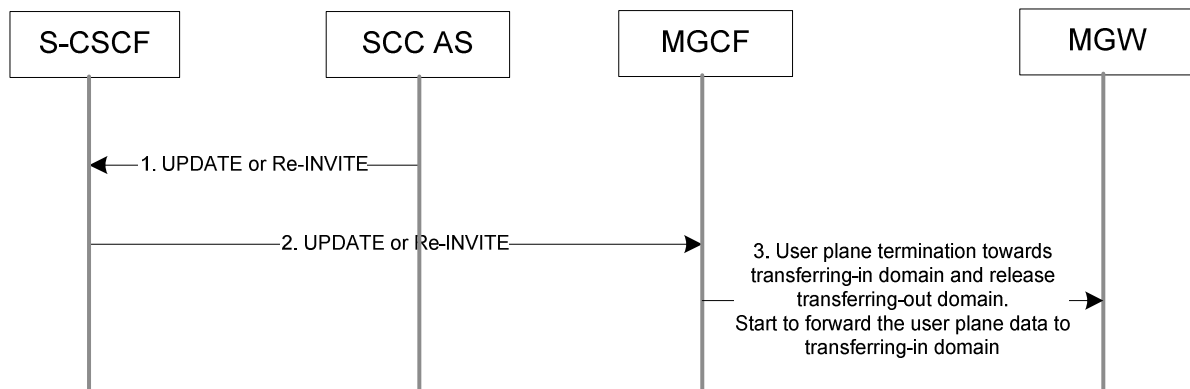 S-CSCF
SCC AS
MGCF
MGW
1. UPDATE or Re-INVITE
2. UPDATE or Re-INVITE
3. User plane termination towards
transferring-in domain and release
transferring-out domain.
Start to forward the user plane data to
transferring-in domain